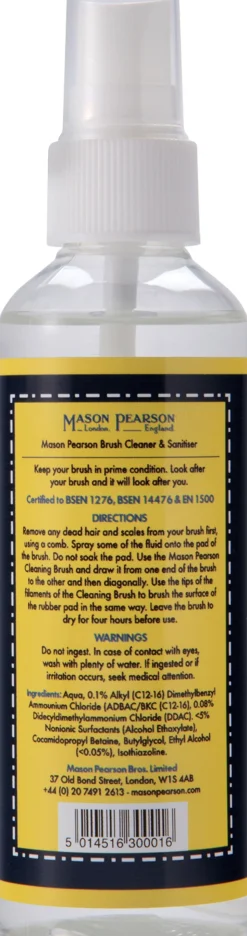 MASON PEARSON
London, England
Mason Pearson Brush Cleaner & Sanitiser
Keep your brush in prime condition. Look after
your brush and it will look after you.
Certified to BSEN 1276, BSEN 14476 & EN 1500
DIRECTIONS
Remove any dead hair and scales from your brush first,
using a comb. Spray some of the fluid onto the pad of
the brush. Do not soak the pad. Use the Mason Pearson
Cleaning Brush and draw it from one end of the brush
to the other and then diagonally. Use the tips of the
filaments of the Cleaning Brush to brush the surface of
the rubber pad in the same way. Leave the brush to
dry for four hours before use.
WARNINGS
Do not ingest. In case of contact with eyes,
wash with plenty of water. If ingested or if
irritation occurs, seek medical attention.
Ingredients: Aqua, 0.1% Alkyl (C12-16) Dimethylbenzyl
Ammounium Chloride (ADBAC/BKC (C12-16), 0.08%
Didecyldimethylammonium Chloride (DDAC). <5%
Nonionic Surfactants (Alcohol Ethoxylate),
Cocamidopropyl Betaine, Butylglycol, Ethyl Alcohol
(<0.05%), Isothiazoline.
Mason Pearson Bros. Limited
37 Old Bond Street, London, W1S 4AB
+44 (0) 20 7491 2613 - masonpearson.com
5 014516 300016